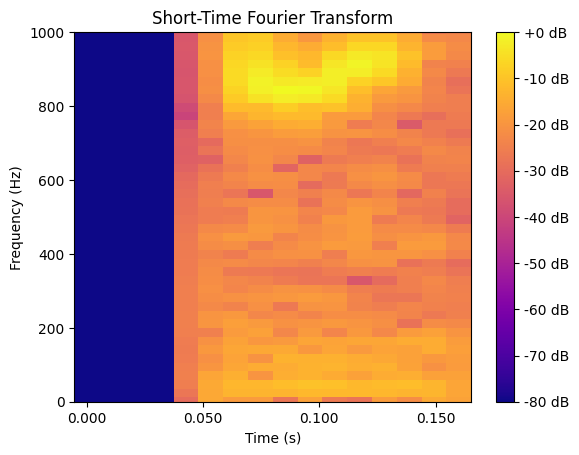 Short-Time Fourier Transform
Frequency (Hz)
1000
800
600
400
200
0
0.000
0.050
0.100
0.150
Time (s)
+0 dB
-10 dB
-20 dB
-30 dB
-40 dB
-50 dB
-60 dB
-70 dB
-80 dB